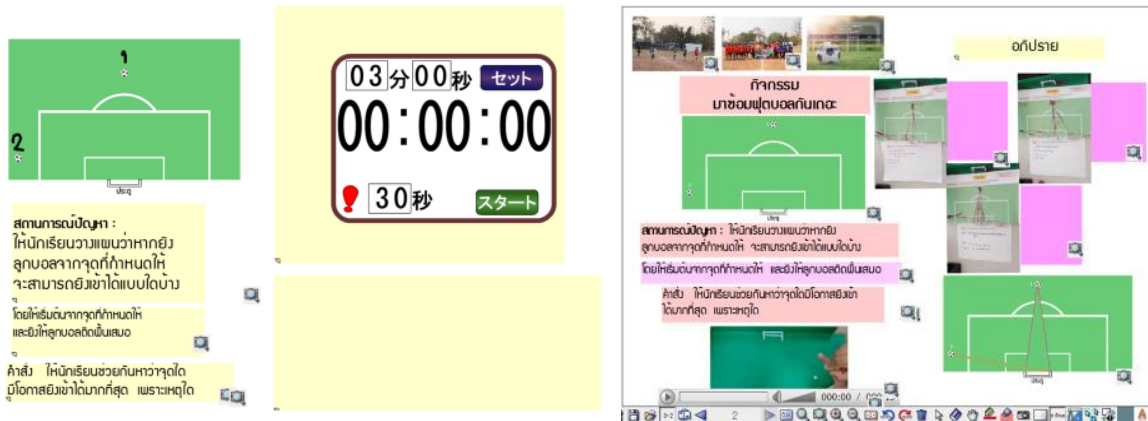 1
2
ประตู
สถานการณ์ปัญหา :
ให้นักเรียนวางแผนว่าหากยิง
ลูกบอลจากจุดที่กำหนดให้
จะสามารถยิงเข้าได้แบบใดบ้าง
โดยให้เริ่มต้นจากจุดที่กำหนดให้
และยิงให้ลูกบอลติดพื้นเสมอ
คำสั่ง ให้นักเรียนช่วยกันหาว่าจุดใด
มีโอกาสยิงเข้าได้มากที่สุด เพราะเหตุใด
03分00秒 セット
00:00:00
30秒 スタート
อภิปราย
กิจกรรม
มาซ้อมฟุตบอลกันเถอะ
ประตู
สถานการณ์ปัญหา : ให้นักเรียนวางแผนว่าหากยิง
ลูกบอลจากจุดที่กำหนดให้ จะสามารถยิงเข้าได้แบบใดบ้าง
โดยให้เริ่มต้นจากจุดที่กำหนดให้ และยิงให้ลูกบอลติดพื้นเสมอ
คำสั่ง ให้นักเรียนช่วยกันหาว่าจุดใดมีโอกาสยิงเข้า
ได้มากที่สุด เพราะเหตุใด
ประตู
000:00 / 000
2